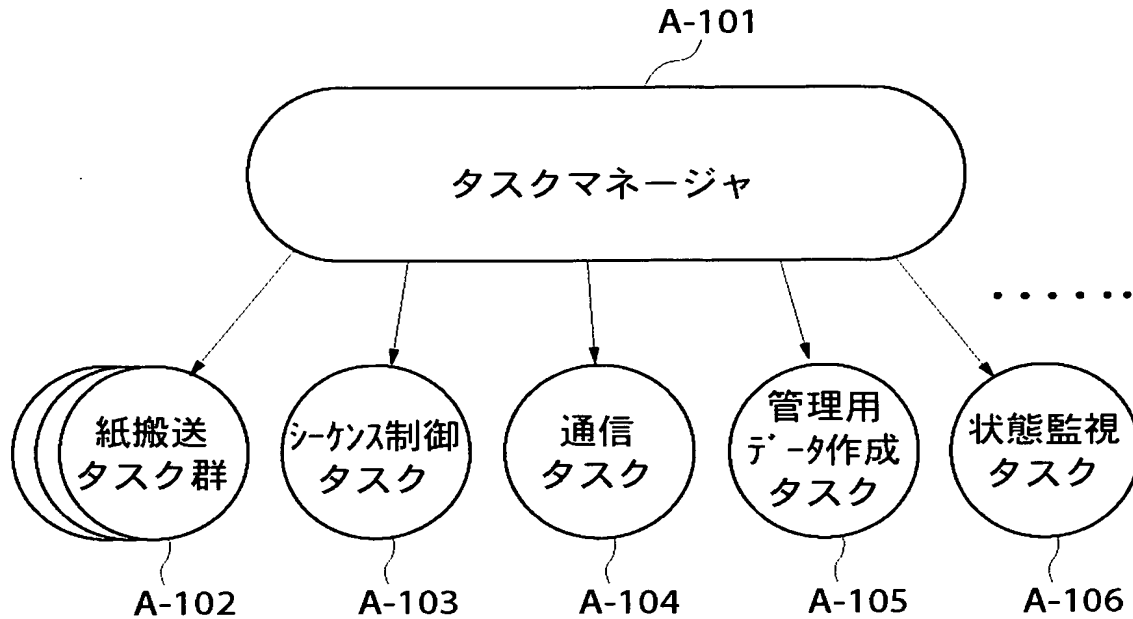 A-101
タスクマネージャ
......
紙搬送
タスク群
シーケンス制御
タスク
通信
タスク
管理用
データ作成
タスク
状態監視
タスク
A-102
A-103
A-104
A-105
A-106